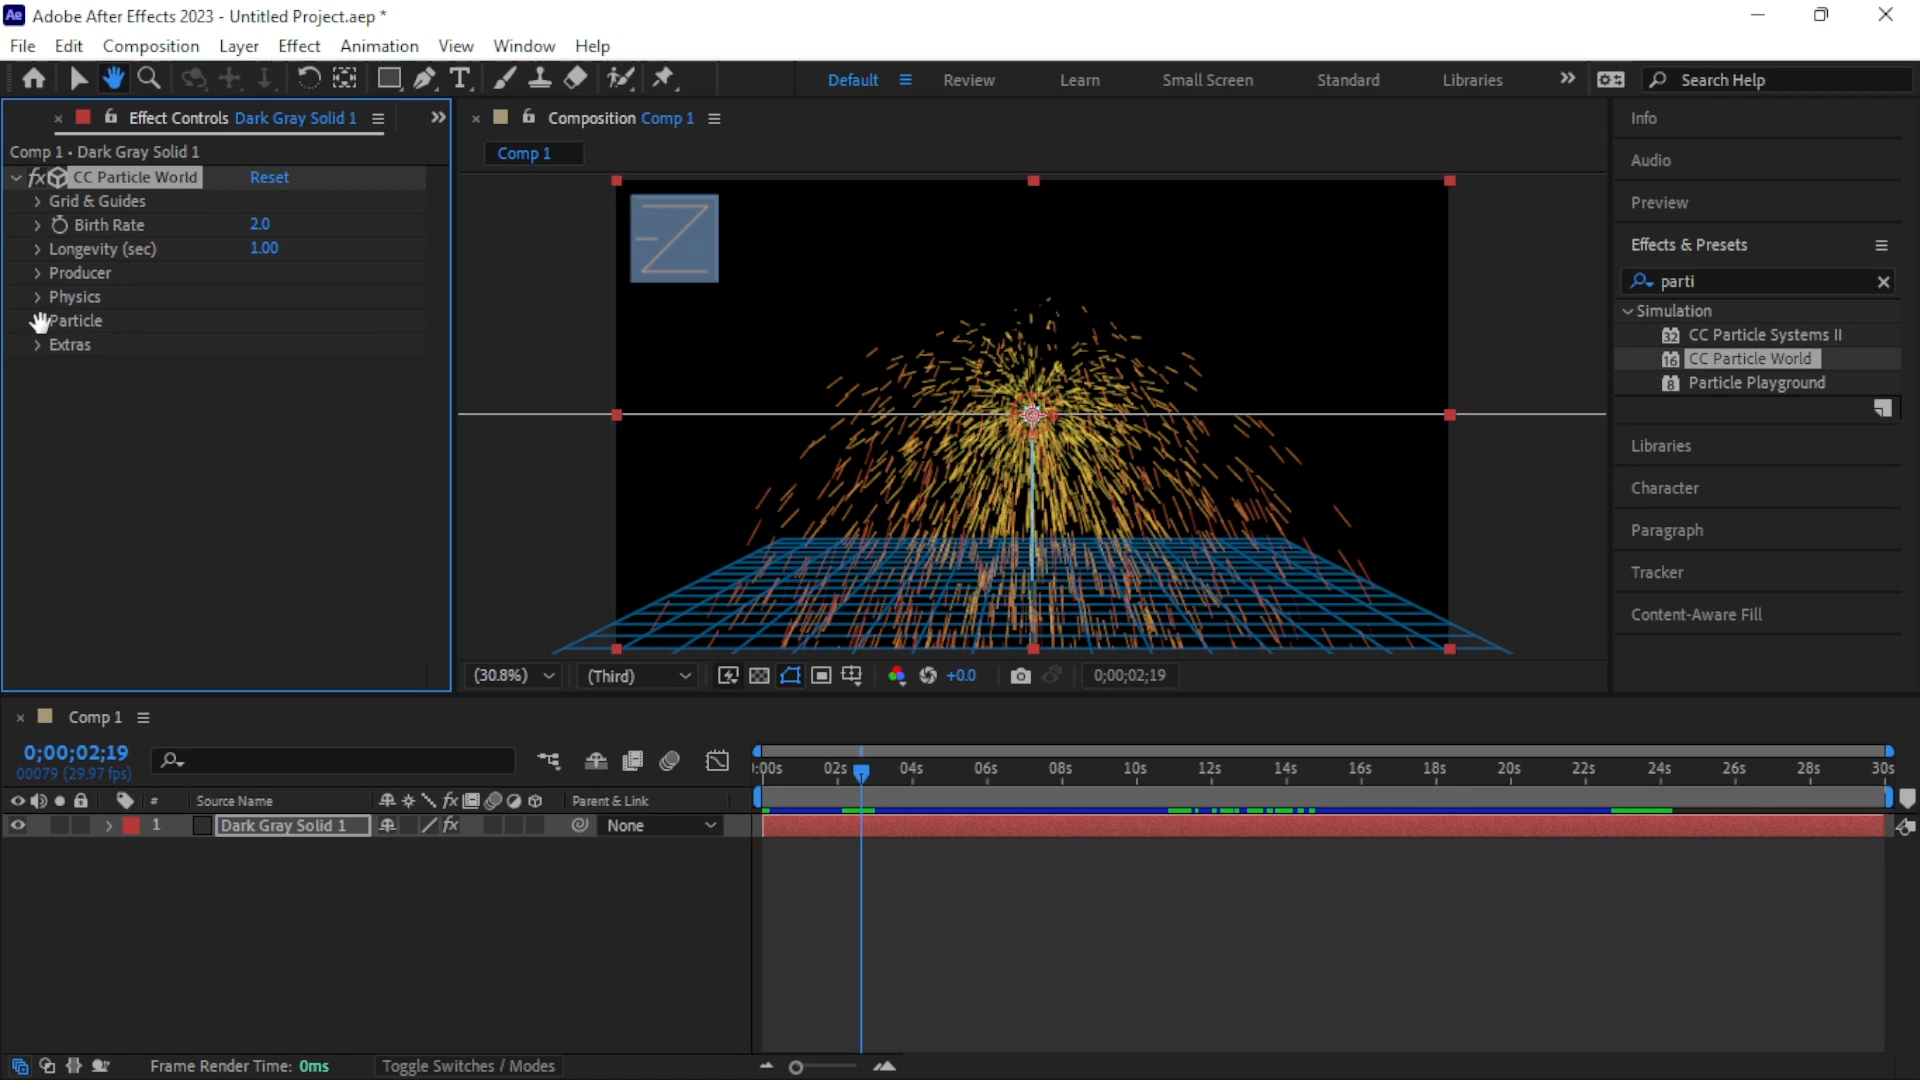 Ae Adobe After Effects 2023 - Untitled Project.aep *
File Edit Composition Layer Effect Animation View Window Help
Default Review Learn Small Screen Standard Libraries Search Help
Effect Controls Dark Gray Solid 1
Composition Comp 1
Comp 1 • Dark Gray Solid 1
Comp 1
fx CC Particle World Reset
Grid & Guides
Birth Rate 2.0
Longevity (sec) 1.00
Producer
Physics
Particle
Extras
Info
Audio
Preview
Effects & Presets
parti
Simulation
32 CC Particle Systems II
16 CC Particle World
8 Particle Playground
Libraries
Character
Paragraph
Tracker
Content-Aware Fill
(30.8%) (Third) +0.0 0;00;02;19
Comp 1
0;00;02;19
00079 (29.97 fps)
:00s 02s 04s 06s 08s 10s 12s 14s 16s 18s 20s 22s 24s 26s 28s 30s
# Source Name fx Parent & Link
1 Dark Gray Solid 1 fx None
Frame Render Time: 0ms Toggle Switches / Modes